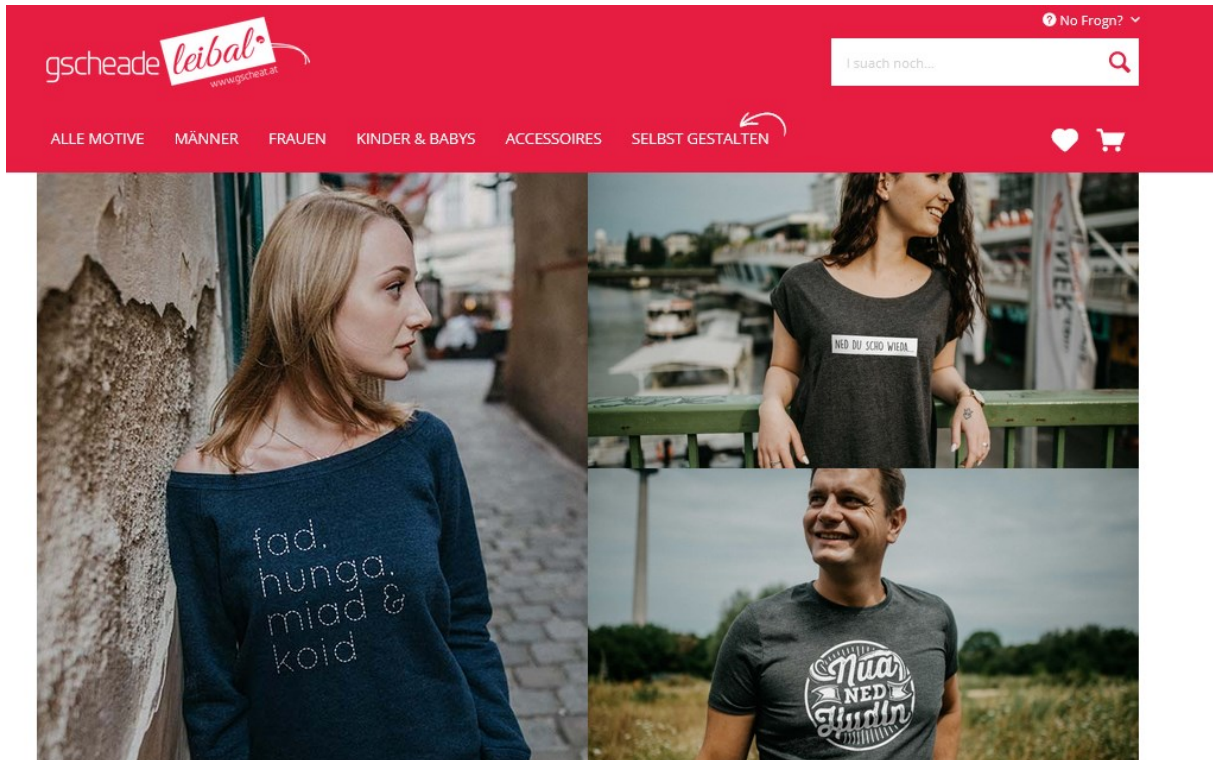 No Frogn?
gscheade leibal
www.gscheat.at
I suach noch...
ALLE MOTIVE MÄNNER FRAUEN KINDER & BABYS ACCESSOIRES SELBST GESTALTEN
NED DU SCHO WIEDA...
fad.
hunga.
miad &
koid
Nua
NED
Hudln